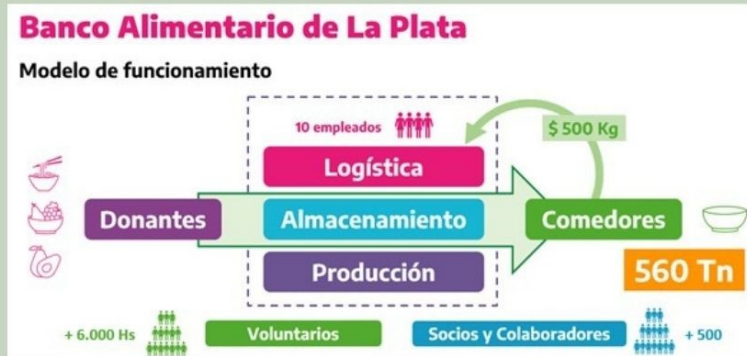 Banco Alimentario de La Plata
Modelo de funcionamiento
10 empleados
$ 500 Kg
Logística
Donantes
Almacenamiento
Comedores
Producción
560 Tn
+ 6.000 Hs
Voluntarios
Socios y Colaboradores
+ 500